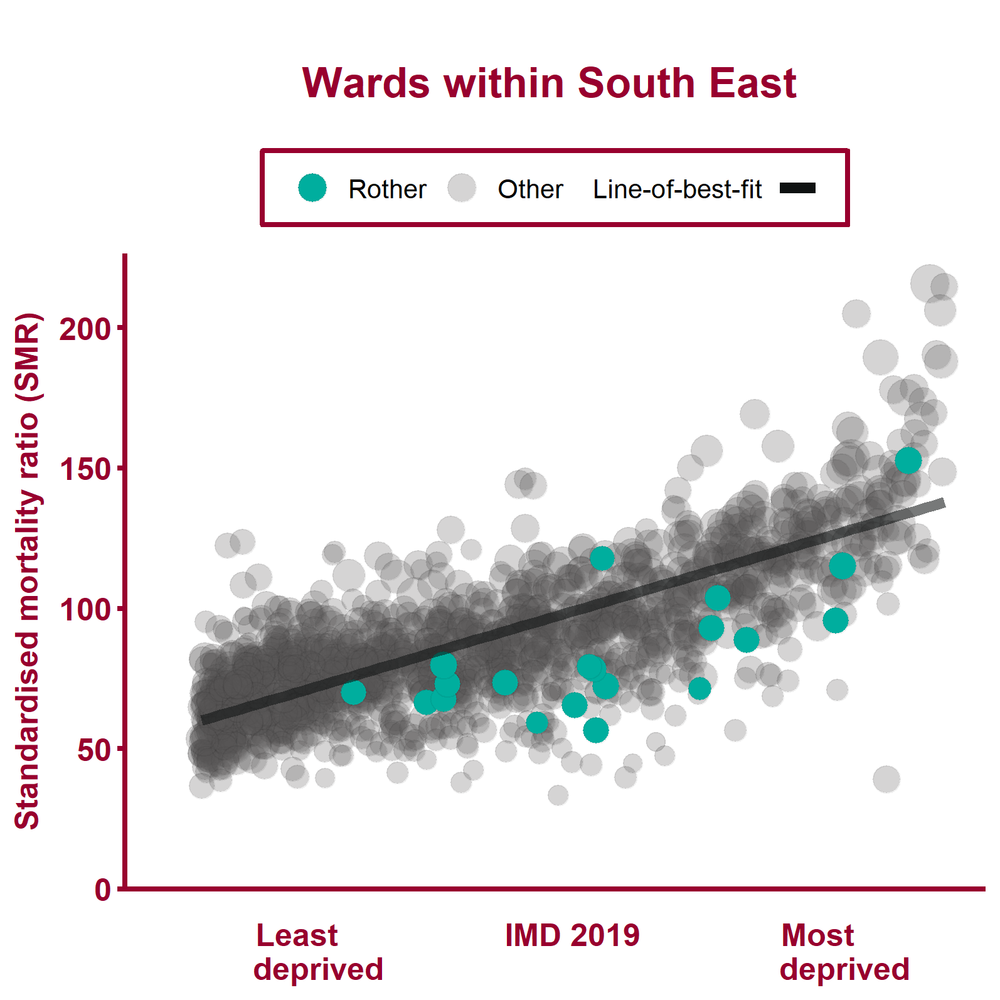 Wards within South East
Rother Other Line-of-best-fit
Standardised mortality ratio (SMR)
200
150
100
50
0
Least deprived
IMD 2019
Most deprived